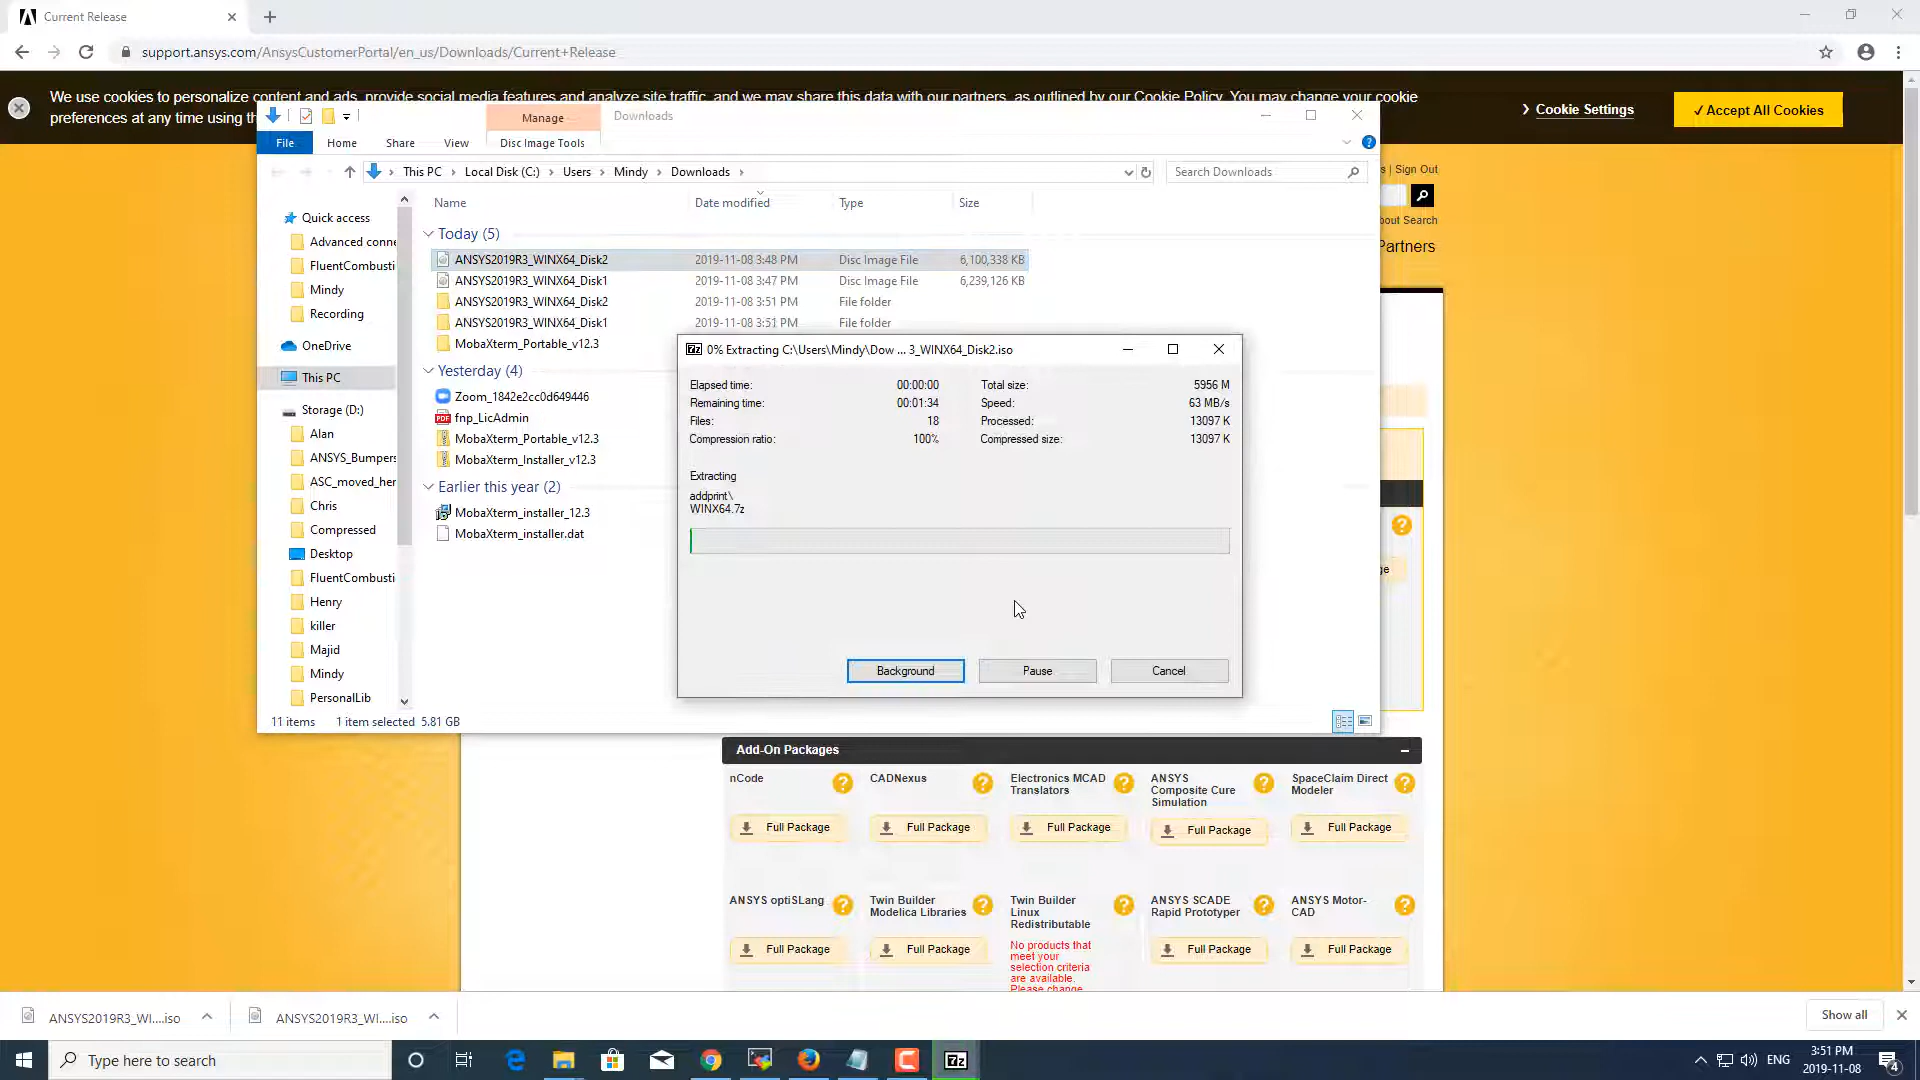 Current Release
support.ansys.com/AnsysCustomerPortal/en_us/Downloads/Current+Release
We use cookies to personalize content and ads, provide social media features and analyze site traffic, and we may share this data with our partners, as outlined by our Cookie Policy. You may change your cookie
preferences at any time using th
Cookie Settings
✓ Accept All Cookies
Manage
Downloads
File
Home
Share
View
Disc Image Tools
This PC
Local Disk (C:)
Users
Mindy
Downloads
Search Downloads
s | Sign Out
bout Search
Partners
Name
Date modified
Type
Size
Quick access
Advanced conne
FluentCombusti
Mindy
Recording
OneDrive
This PC
Storage (D:)
Alan
ANSYS_Bumpers
ASC_moved_her
Chris
Compressed
Desktop
FluentCombusti
Henry
killer
Majid
Mindy
PersonalLib
Today (5)
ANSYS2019R3_WINX64_Disk2 2019-11-08 3:48 PM Disc Image File 6,100,338 KB
ANSYS2019R3_WINX64_Disk1 2019-11-08 3:47 PM Disc Image File 6,239,126 KB
ANSYS2019R3_WINX64_Disk2 2019-11-08 3:51 PM File folder
ANSYS2019R3_WINX64_Disk1 2019-11-08 3:51 PM File folder
MobaXterm_Portable_v12.3
Yesterday (4)
Zoom_1842e2cc0d649446
fnp_LicAdmin
MobaXterm_Portable_v12.3
MobaXterm_Installer_v12.3
Earlier this year (2)
MobaXterm_installer_12.3
MobaXterm_installer.dat
11 items 1 item selected 5.81 GB
7z 0% Extracting C:\Users\Mindy\Dow ... 3_WINX64_Disk2.iso
Elapsed time: 00:00:00 Total size: 5956 M
Remaining time: 00:01:34 Speed: 63 MB/s
Files: 18 Processed: 13097 K
Compression ratio: 100% Compressed size: 13097 K
Extracting
addprint\
WINX64.7z
Background
Pause
Cancel
ge
Add-On Packages
nCode
CADNexus
Electronics MCAD
Translators
ANSYS
Composite Cure
Simulation
SpaceClaim Direct
Modeler
Full Package
Full Package
Full Package
Full Package
Full Package
ANSYS optiSLang
Twin Builder
Modelica Libraries
Twin Builder
Linux
Redistributable
ANSYS SCADE
Rapid Prototyper
ANSYS Motor-
CAD
Full Package
Full Package
No products that
meet your
selection criteria
are available.
Please change
Full Package
Full Package
ANSYS2019R3_WI....iso
ANSYS2019R3_WI....iso
Show all
Type here to search
7z
ENG
3:51 PM
2019-11-08
4